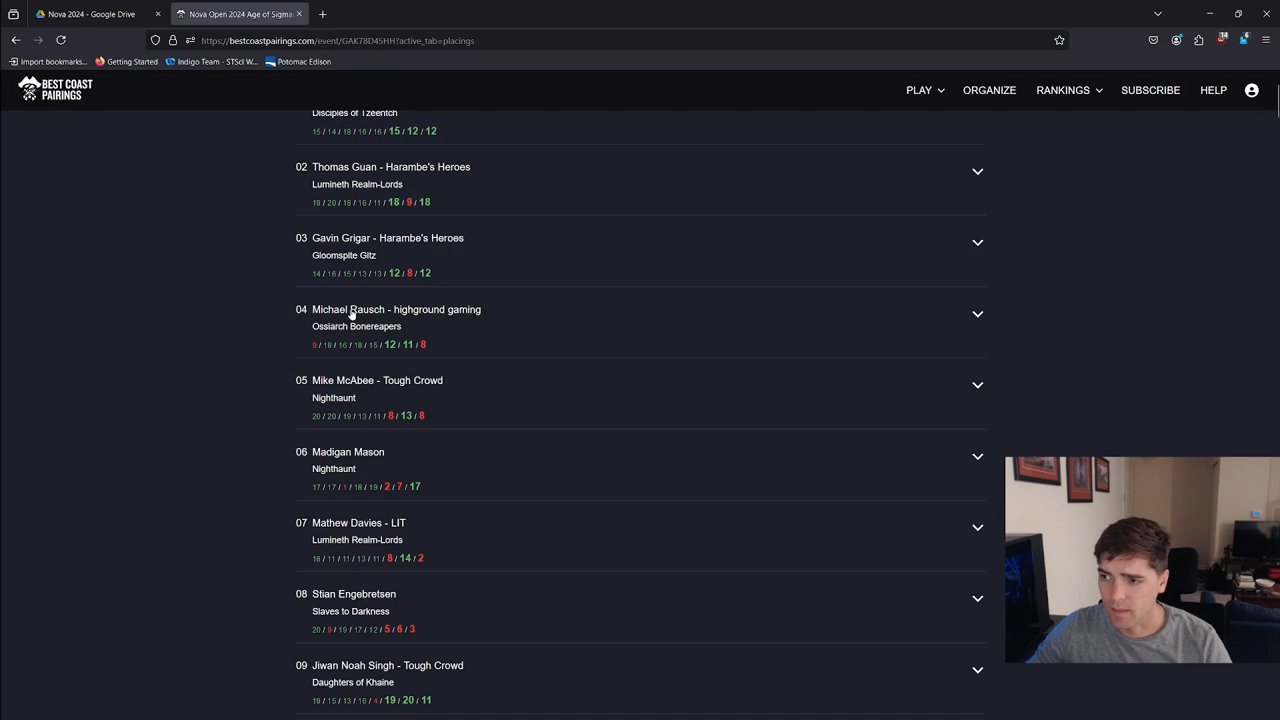 Nova 2024 - Google Drive
Nova Open 2024 Age of Sigmar
https://bestcoastpairings.com/event/GAK78D45HH?active_tab=placings
14
6
Import bookmarks...
Getting Started
Indigo Team - STScI W...
Potomac Edison
BEST COAST
PAIRINGS
PLAY
ORGANIZE
RANKINGS
SUBSCRIBE
HELP
Disciples of Tzeentch
15 / 14 / 18 / 16 / 16 / 15 / 12 / 12
02 Thomas Guan - Harambe's Heroes
Lumineth Realm-Lords
19 / 20 / 18 / 16 / 11 / 18 / 9 / 18
03 Gavin Grigar - Harambe's Heroes
Gloomspite Gitz
14 / 16 / 15 / 13 / 13 / 12 / 8 / 12
04 Michael Rausch - highground gaming
Ossiarch Bonereapers
9 / 18 / 16 / 18 / 15 / 12 / 11 / 8
05 Mike McAbee - Tough Crowd
Nighthaunt
20 / 20 / 19 / 13 / 11 / 8 / 13 / 8
06 Madigan Mason
Nighthaunt
17 / 17 / 1 / 18 / 19 / 2 / 7 / 17
07 Mathew Davies - LIT
Lumineth Realm-Lords
18 / 11 / 11 / 13 / 11 / 8 / 14 / 2
08 Stian Engebretsen
Slaves to Darkness
20 / 9 / 19 / 17 / 12 / 5 / 6 / 3
09 Jiwan Noah Singh - Tough Crowd
Daughters of Khaine
19 / 15 / 13 / 16 / 4 / 19 / 20 / 11